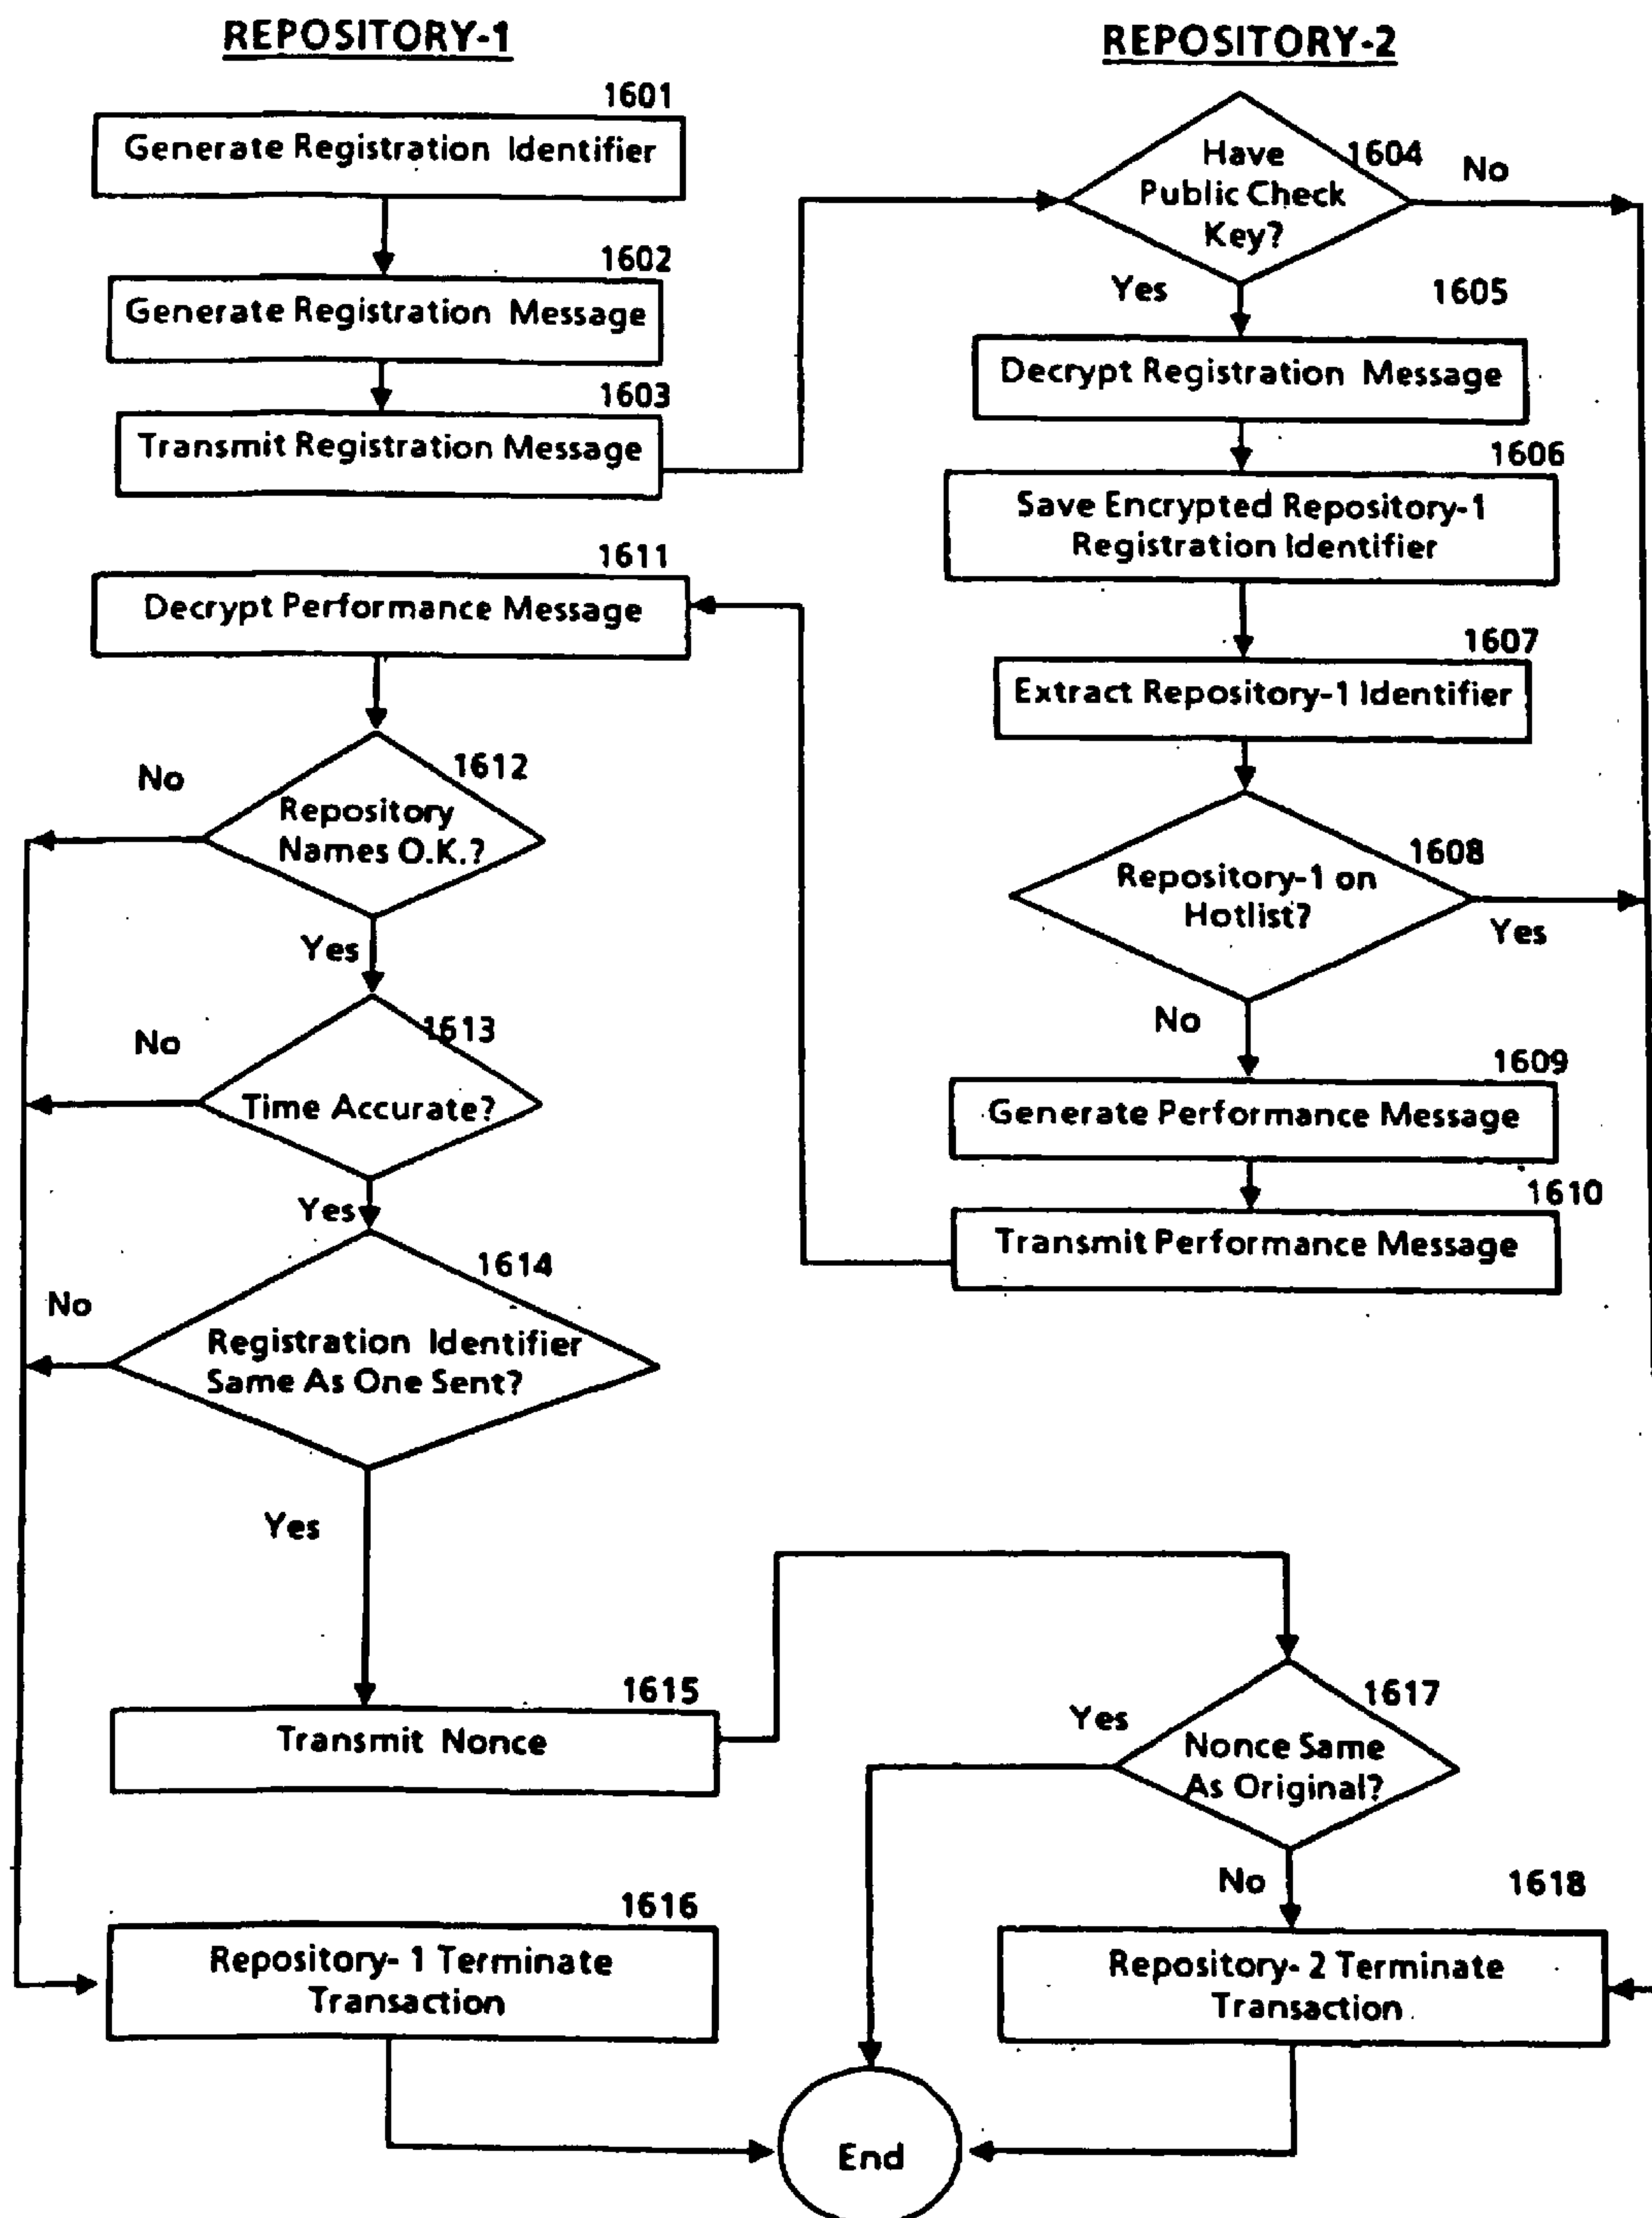 REPOSITORY-1
1601
Generate Registration Identifier
1602
Generate Registration Message
1603
Transmit Registration Message
1611
Decrypt Performance Message
1612
No
Repository
Names O.K.?
Yes
1613
No
Time Accurate?
Yes
1614
No
Registration Identifier
Same As One Sent?
Yes
1615
Transmit Nonce
1616
Repository- 1 Terminate
Transaction
REPOSITORY-2
1604
No
Have
Public Check
Key?
Yes
1605
Decrypt Registration Message
1606
Save Encrypted Repository-1
Registration Identifier
1607
Extract Repository-1 Identifier
1608
Repository-1 on
Hotlist?
Yes
No
1609
Generate Performance Message
1610
Transmit Performance Message
1617
Yes
Nonce Same
As Original?
No
1618
Repository- 2 Terminate
Transaction
End